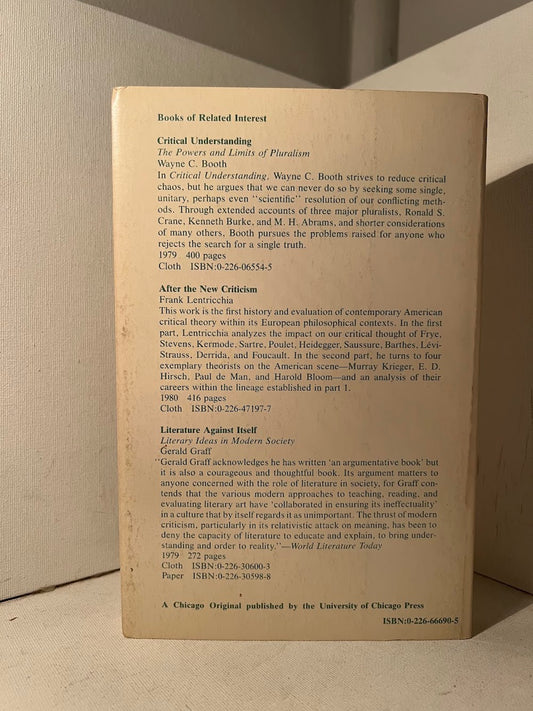 Books of Related Interest
Critical Understanding
The Powers and Limits of Pluralism
Wayne C. Booth
In Critical Understanding, Wayne C. Booth strives to reduce critical
chaos, but he argues that we can never do so by seeking some single,
unitary, perhaps even "scientific" resolution of our conflicting meth-
ods. Through extended accounts of three major pluralists, Ronald S.
Crane, Kenneth Burke, and M. H. Abrams, and shorter considerations
of many others, Booth pursues the problems raised for anyone who
rejects the search for a single truth.
1979 400 pages
Cloth ISBN:0-226-06554-5
After the New Criticism
Frank Lentricchia
This work is the first history and evaluation of contemporary American
critical theory within its European philosophical contexts. In the first
part, Lentricchia analyzes the impact on our critical thought of Frye,
Stevens, Kermode, Sartre, Poulet, Heidegger, Saussure, Barthes, Lévi-
Strauss, Derrida, and Foucault. In the second part, he turns to four
exemplary theorists on the American scene—Murray Krieger, E. D.
Hirsch, Paul de Man, and Harold Bloom—and an analysis of their
careers within the lineage established in part 1.
1980 416 pages
Cloth ISBN:0-226-47197-7
Literature Against Itself
Literary Ideas in Modern Society
Gerald Graff
"Gerald Graff acknowledges he has written 'an argumentative book' but
it is also a courageous and thoughtful book. Its argument matters to
anyone concerned with the role of literature in society, for Graff con-
tends that the various modern approaches to teaching, reading, and
evaluating literary art have 'collaborated in ensuring its ineffectuality'
in a culture that by itself regards it as unimportant. The thrust of modern
criticism, particularly in its relativistic attack on meaning, has been to
deny the capacity of literature to educate and explain, to bring under-
standing and order to reality."—World Literature Today
1979 272 pages
Cloth ISBN:0-226-30600-3
Paper ISBN:0-226-30598-8
A Chicago Original published by the University of Chicago Press
ISBN:0-226-66690-5